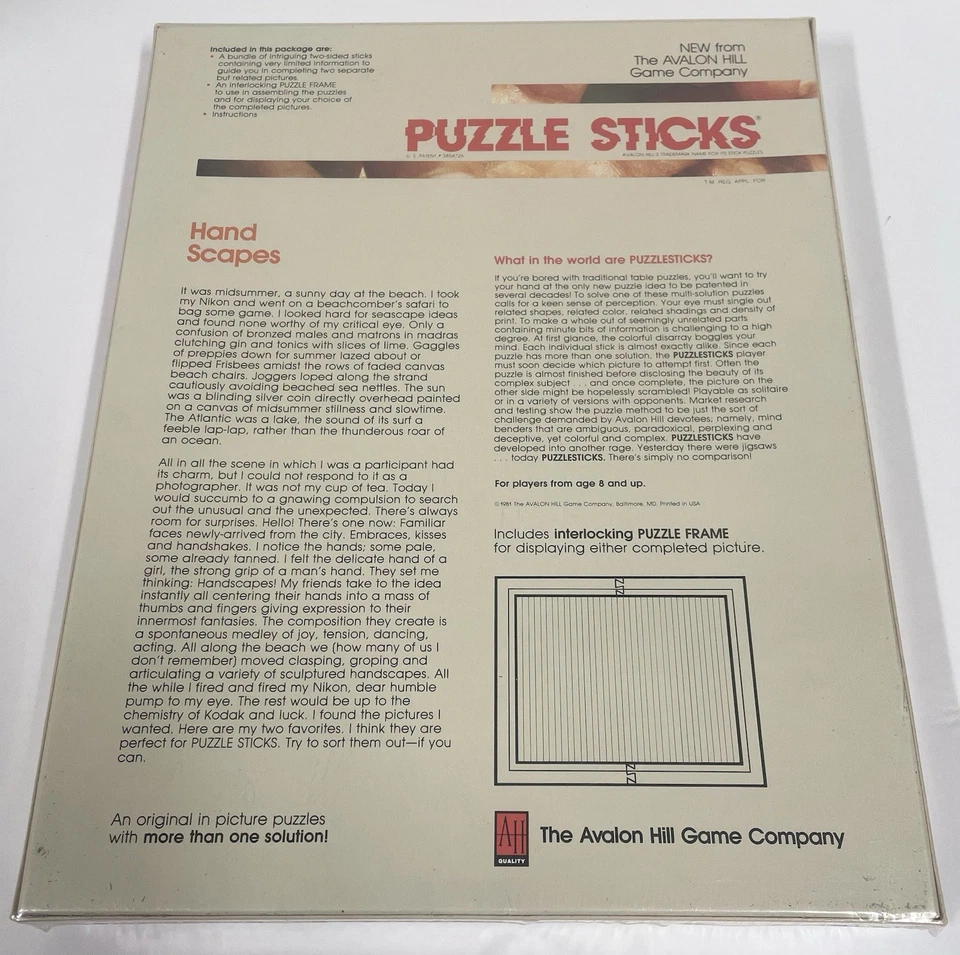 Included in this package are:
• A bundle of intriguing two-sided sticks
containing very limited information to
guide you in completing two separate
but related pictures.
• An interlocking PUZZLE FRAME
to use in assembling the puzzles
and for displaying your choice of
the completed pictures.
• Instructions
NEW from
The AVALON HILL
Game Company
PUZZLE STICKS®
U. S. PATENT #
AVALON HILL'S TRADEMARK NAME FOR ITS STICK PUZZLES
T·M REG. APPL. FOR
Hand
Scapes
It was midsummer, a sunny day at the beach. I took
my Nikon and went on a beachcomber's safari to
bag some game. I looked hard for seascape ideas
and found none worthy of my critical eye. Only a
confusion of bronzed males and matrons in madras
clutching gin and tonics with slices of lime. Gaggles
of preppies down for summer lazed about or
flipped Frisbees amidst the rows of faded canvas
beach chairs. Joggers loped along the strand
cautiously avoiding beached sea nettles. The sun
was a blinding silver coin directly overhead painted
on a canvas of midsummer stillness and slowtime.
The Atlantic was a lake, the sound of its surf a
feeble lap-lap, rather than the thunderous roar of
an ocean.
All in all the scene in which I was a participant had
its charm, but I could not respond to it as a
photographer. It was not my cup of tea. Today I
would succumb to a gnawing compulsion to search
out the unusual and the unexpected. There's always
room for surprises. Hello! There's one now: Familiar
faces newly-arrived from the city. Embraces, kisses
and handshakes. I notice the hands; some pale,
some already tanned. I felt the delicate hand of a
girl, the strong grip of a man's hand. They set me
thinking: Handscapes! My friends take to the idea
instantly all centering their hands into a mass of
thumbs and fingers giving expression to their
innermost fantasies. The composition they create is
a spontaneous medley of joy, tension, dancing,
acting. All along the beach we (how many of us I
don't remember) moved clasping, groping and
articulating a variety of sculptured handscapes. All
the while I fired and fired my Nikon, dear humble
pump to my eye. The rest would be up to the
chemistry of Kodak and luck. I found the pictures I
wanted. Here are my two favorites. I think they are
perfect for PUZZLE STICKS. Try to sort them out—if you
can.
An original in picture puzzles
with more than one solution!
What in the world are PUZZLESTICKS?
If you're bored with traditional table puzzles, you'll want to try
your hand at the only new puzzle idea to be patented in
several decades! To solve one of these multi-solution puzzles
calls for a keen sense of perception. Your eye must single out
related shapes, related color, related shadings and density of
print. To make a whole out of seemingly unrelated parts
containing minute bits of information is challenging to a high
degree. At first glance, the colorful disarray boggles your
mind. Each individual stick is almost exactly alike. Since each
puzzle has more than one solution, the PUZZLESTICKS player
must soon decide which picture to attempt first. Often the
puzzle is almost finished before disclosing the beauty of its
complex subject . . . and once complete, the picture on the
other side might be hopelessly scrambled! Playable as solitaire
or in a variety of versions with opponents. Market research
and testing show the puzzle method to be just the sort of
challenge demanded by Avalon Hill devotees; namely, mind
benders that are ambiguous, paradoxical, perplexing and
deceptive, yet colorful and complex. PUZZLESTICKS have
developed into another rage. Yesterday there were jigsaws
. . . today PUZZLESTICKS. There's simply no comparison!
For players from age 8 and up.
©1981 The AVALON HILL Game Company, Baltimore, MD. Printed in USA
Includes interlocking PUZZLE FRAME
for displaying either completed picture.
AH
QUALITY
The Avalon Hill Game Company